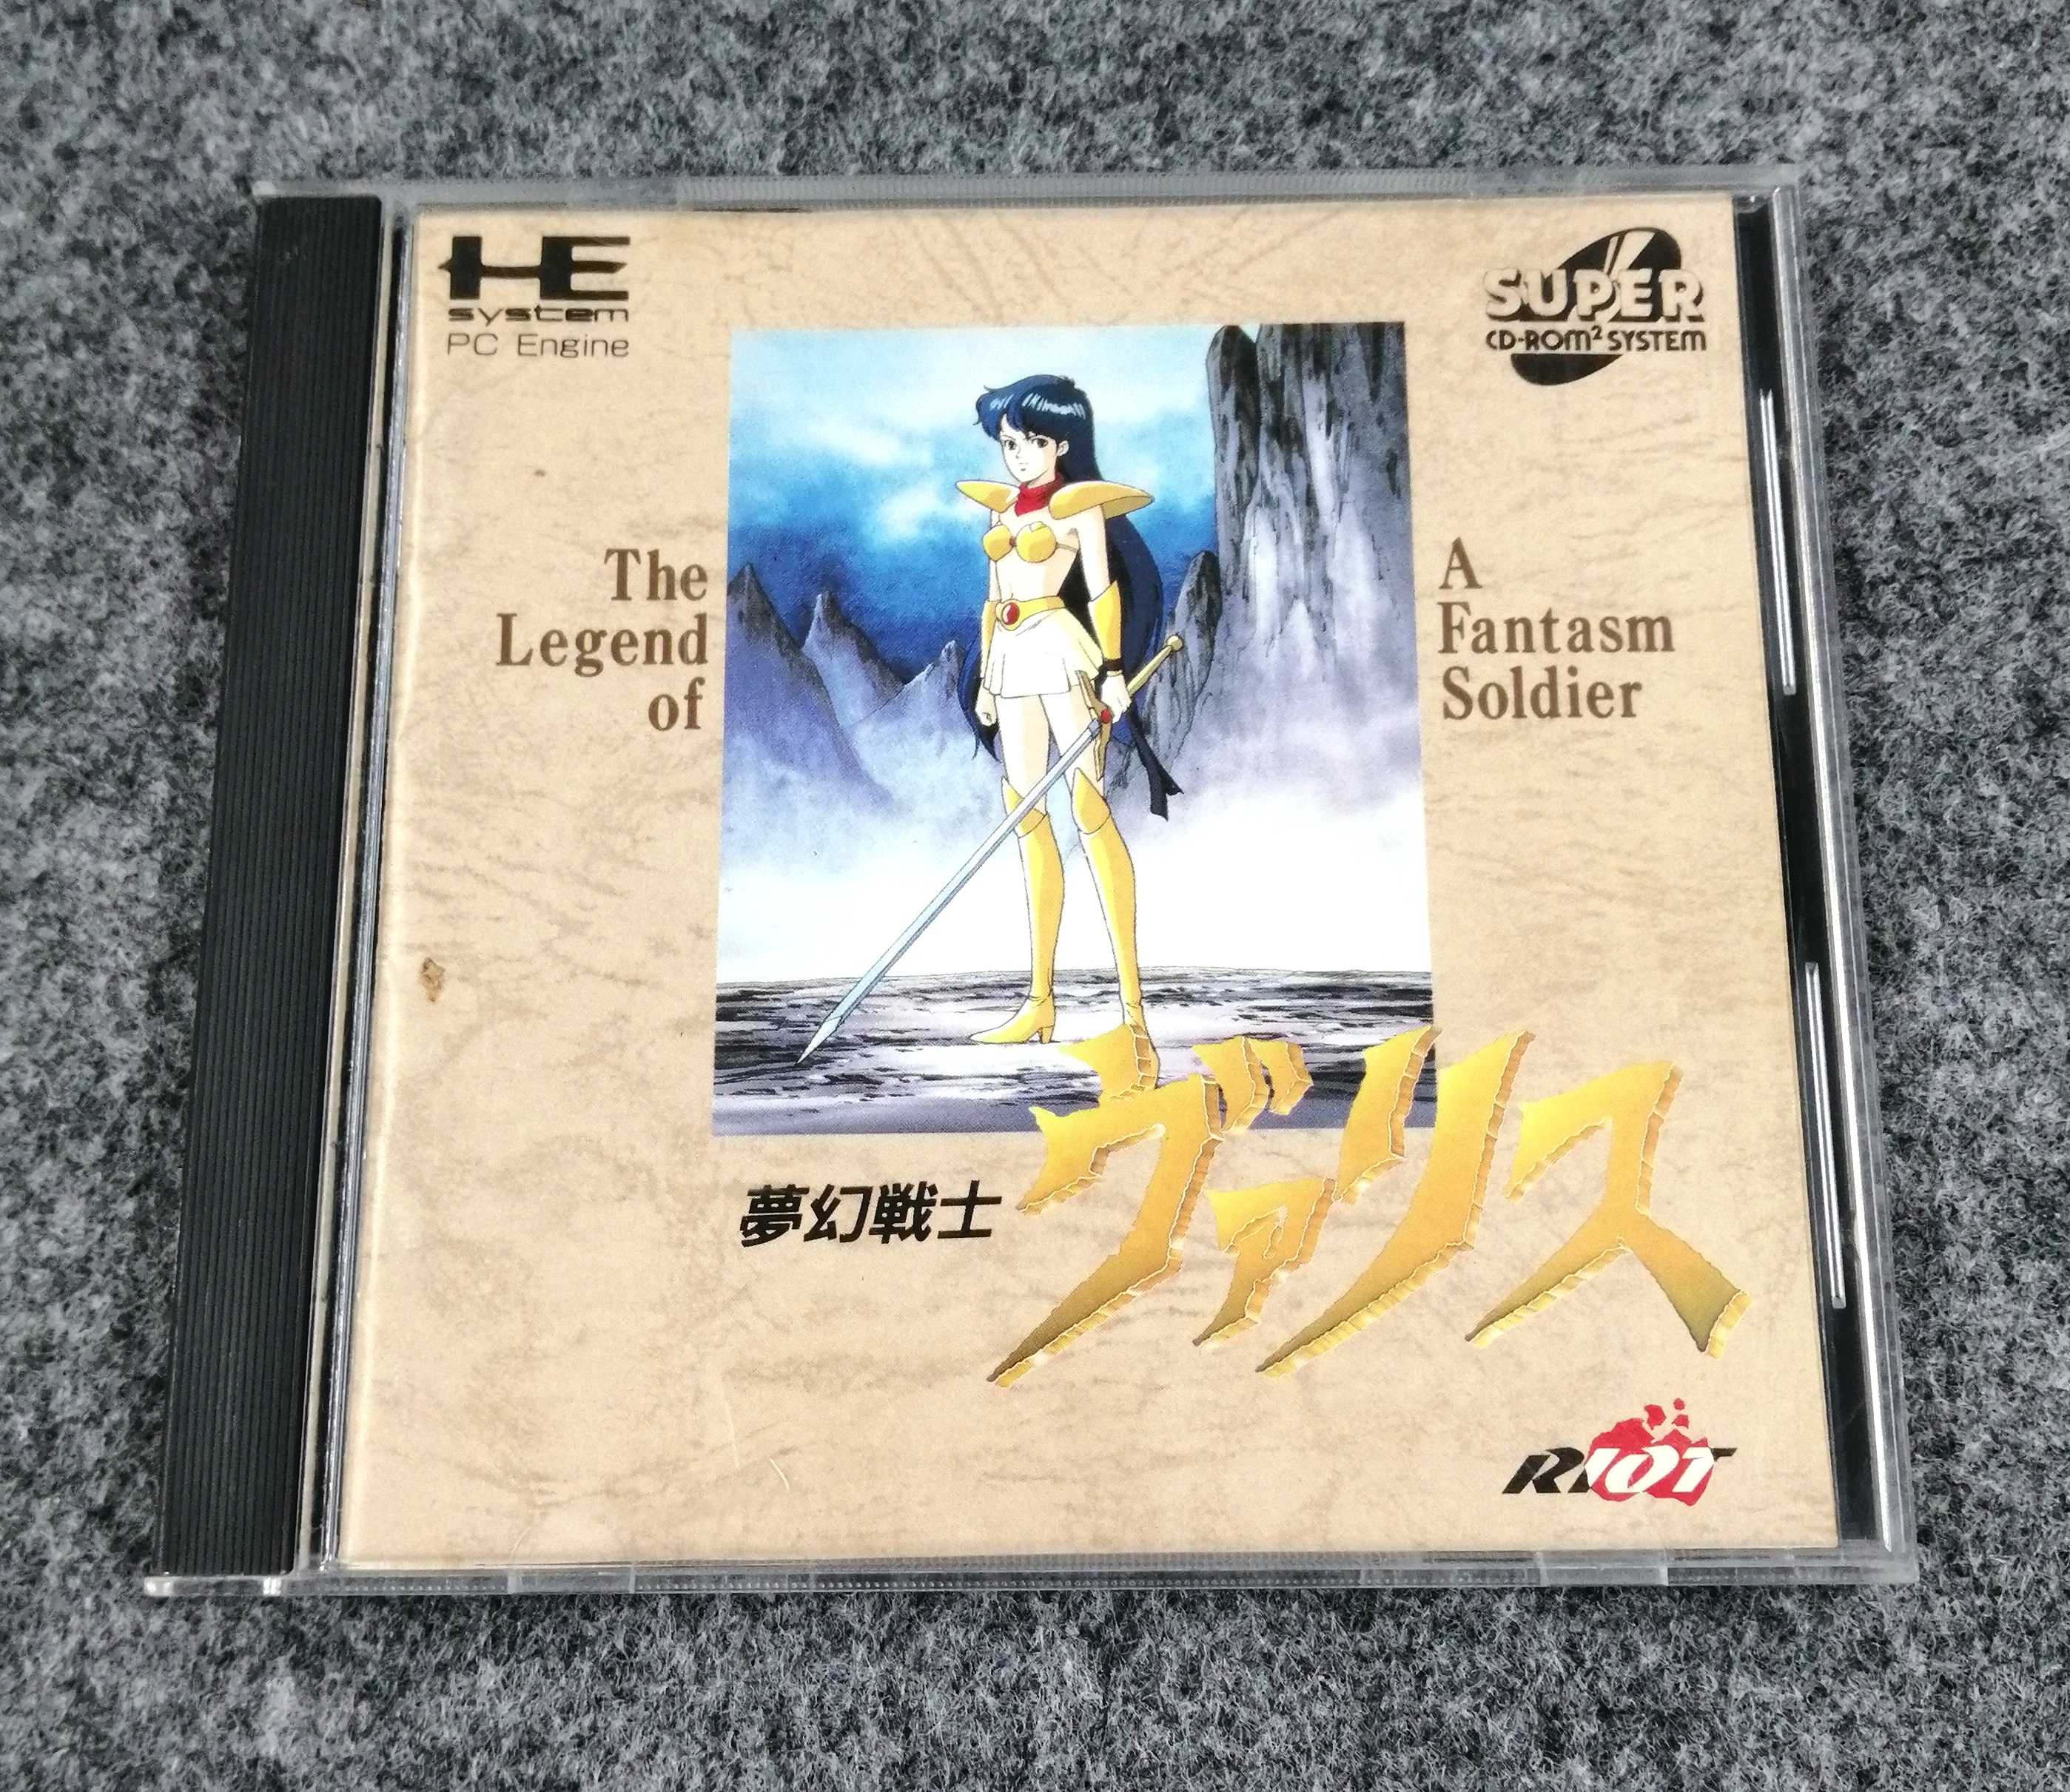 HE
system
PC Engine
SUPER
CD-ROM² SYSTEM
The
Legend
of
A
Fantasm
Soldier
夢幻戦士
ヴァリス
RIOT